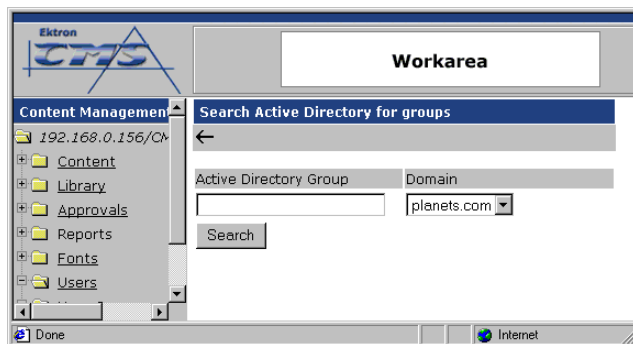 Ektron
CMS
Workarea
Content Management
192.168.0.156/CM
Content
Library
Approvals
Reports
Fonts
Users
Search Active Directory for groups
Active Directory Group
Domain
planets.com
Search
Done
Internet